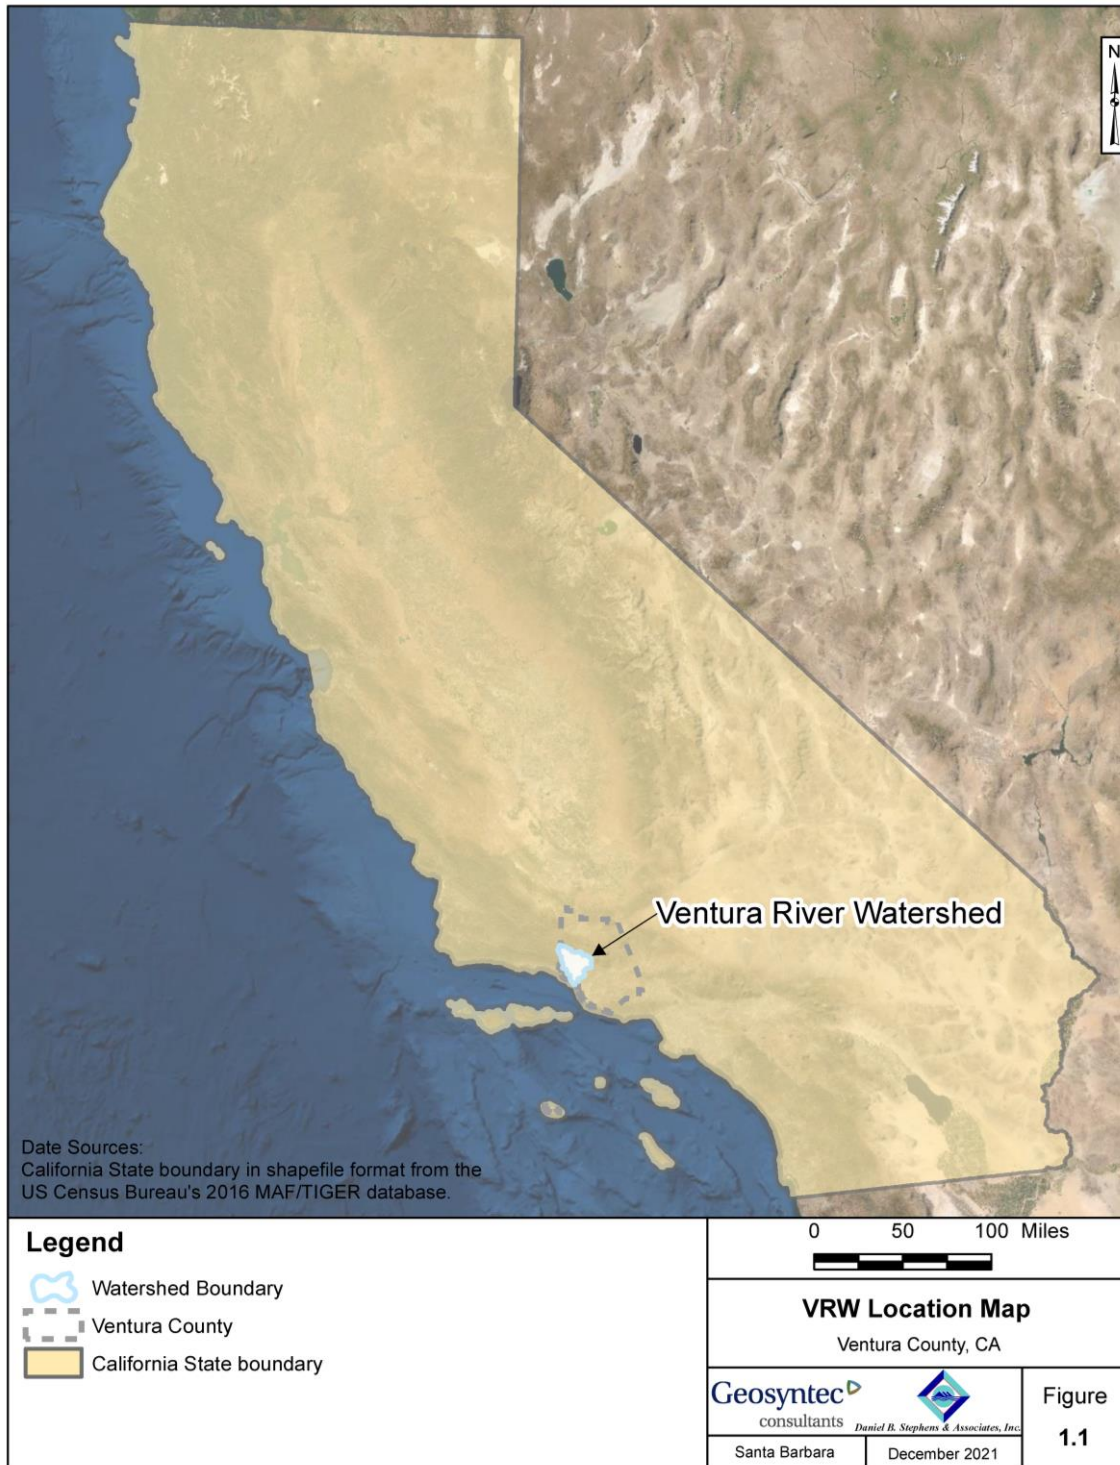 N
Ventura River Watershed
Date Sources:
California State boundary in shapefile format from the
US Census Bureau's 2016 MAF/TIGER database.
Legend
Watershed Boundary
Ventura County
California State boundary
0 50 100 Miles
VRW Location Map
Ventura County, CA
Geosyntec
consultants
Daniel B. Stephens & Associates, Inc.
Figure
1.1
Santa Barbara
December 2021